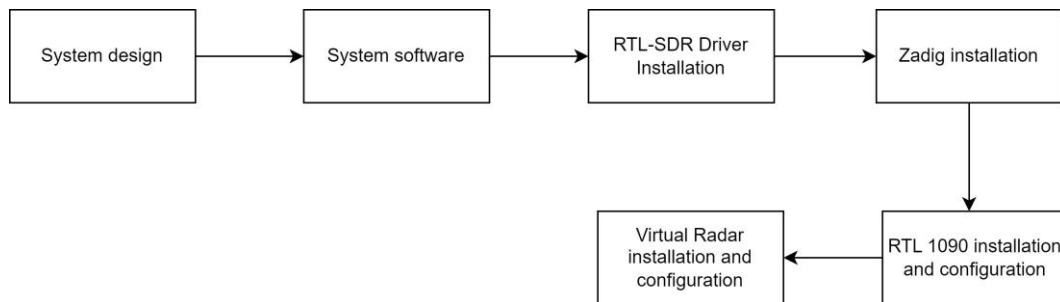 System design
System software
RTL-SDR Driver
Installation
Zadig installation
RTL 1090 installation
and configuration
Virtual Radar
installation and
configuration